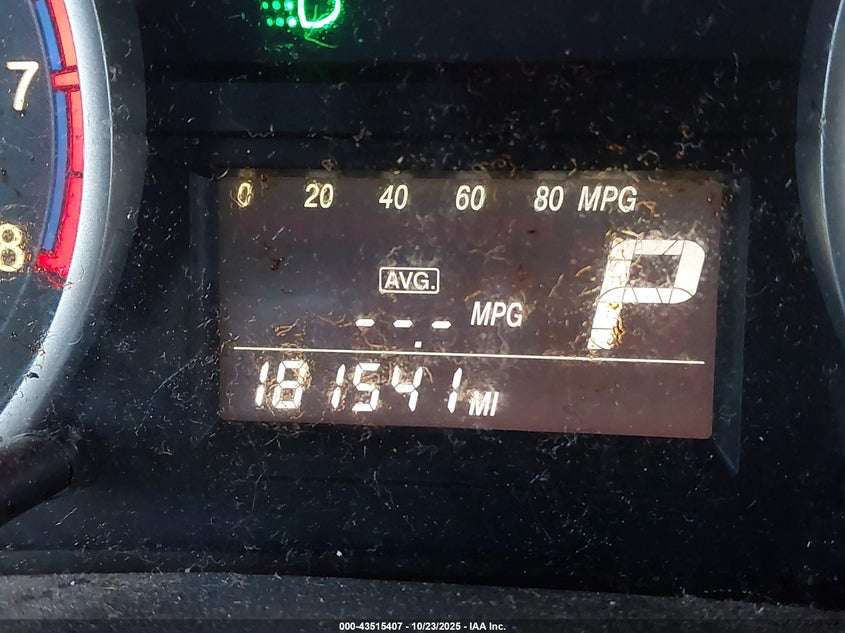 7
8
0 20 40 60 80 MPG
AVG.
P
--.- MPG
181541 MI
000-43515407 - 10/23/2025 - IAA Inc.